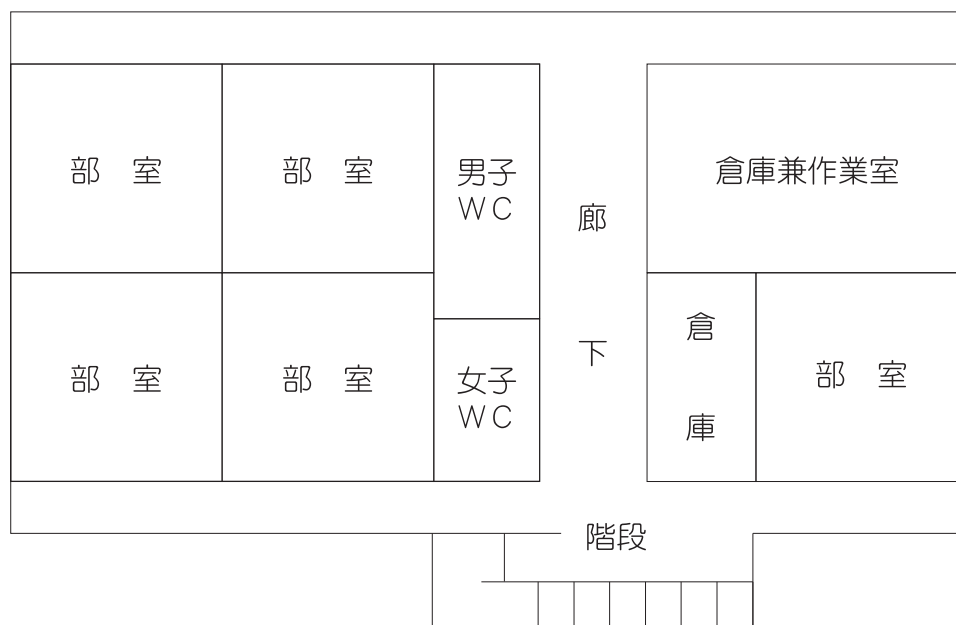 部　室
部　室
男子
ＷＣ
倉庫兼作業室
廊
下
部　室
部　室
女子
ＷＣ
倉
庫
部　室
階段